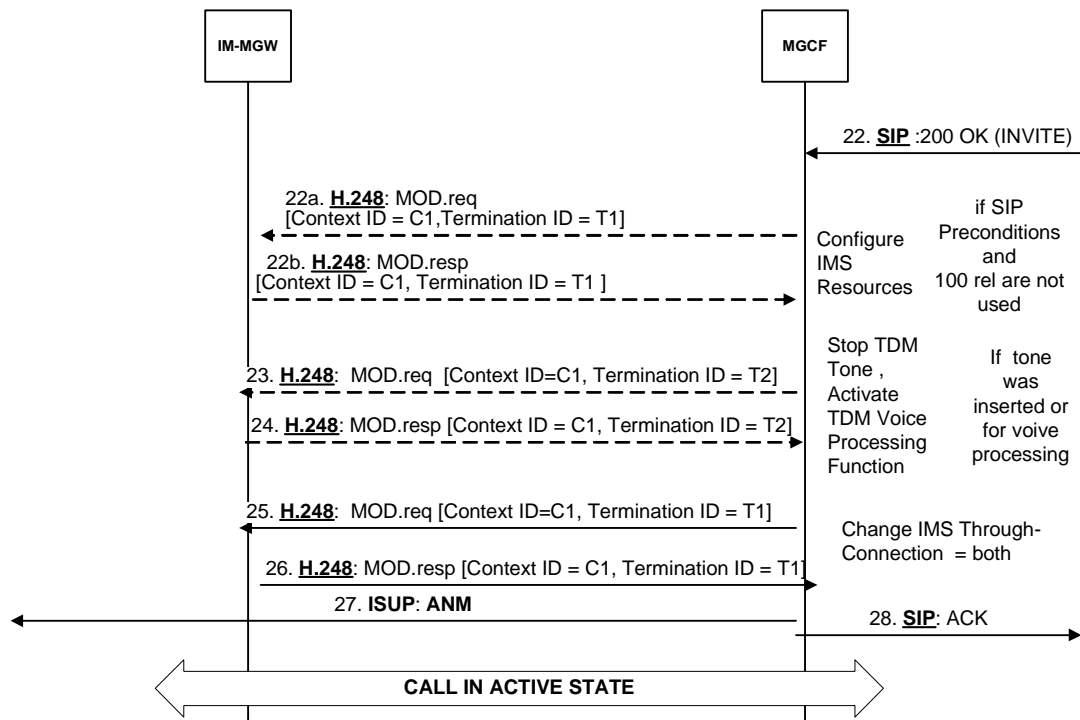 IM-MGW
MGCF
22. SIP :200 OK (INVITE)
22a. H.248: MOD.req
[Context ID = C1,Termination ID = T1]
22b. H.248: MOD.resp
[Context ID = C1, Termination ID = T1 ]
Configure
IMS
Resources
if SIP
Preconditions
and
100 rel are not
used
23. H.248:  MOD.req  [Context ID=C1, Termination ID = T2]
24. H.248: MOD.resp [Context ID = C1, Termination ID = T2]
Stop TDM
Tone ,
Activate
TDM Voice
Processing
Function
If  tone
was
inserted or
for voive
processing
25. H.248:  MOD.req [Context ID=C1, Termination ID = T1]
26. H.248: MOD.resp [Context ID = C1, Termination ID = T1]
Change IMS Through-
Connection  = both
27. ISUP: ANM
28. SIP: ACK
CALL IN ACTIVE STATE